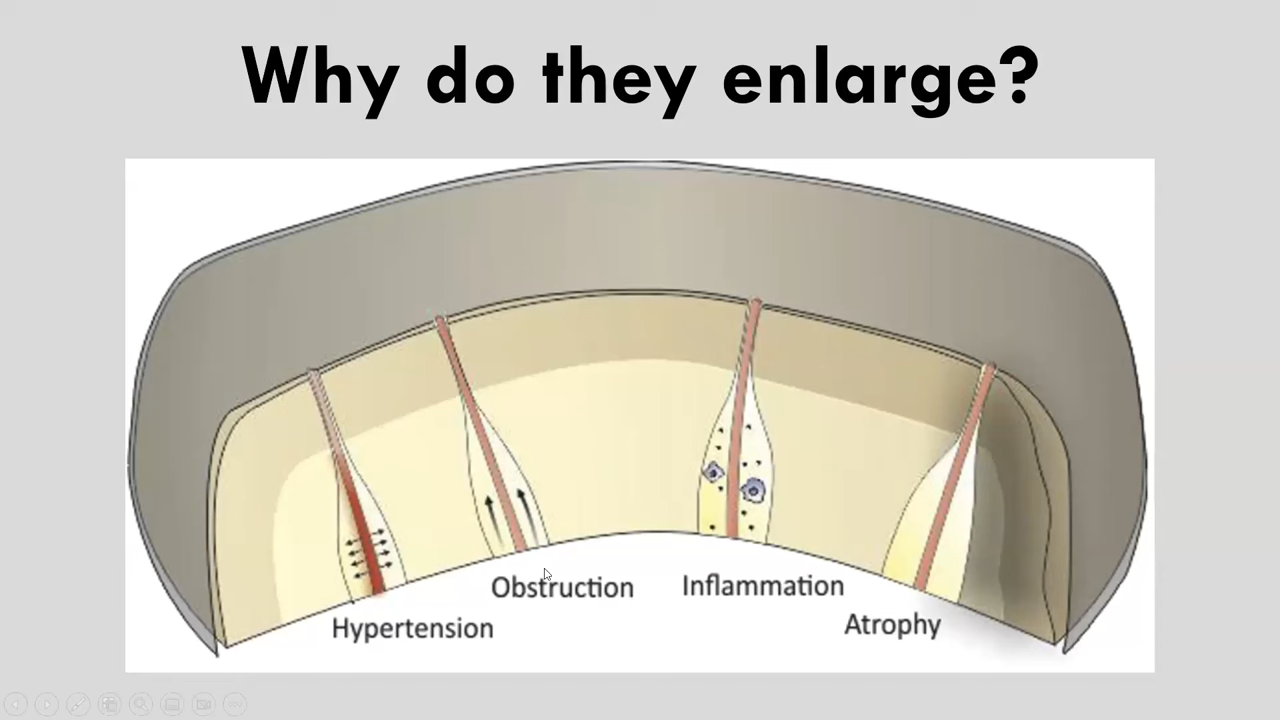 Why do they enlarge?
Obstruction
Inflammation
Hypertension
Atrophy